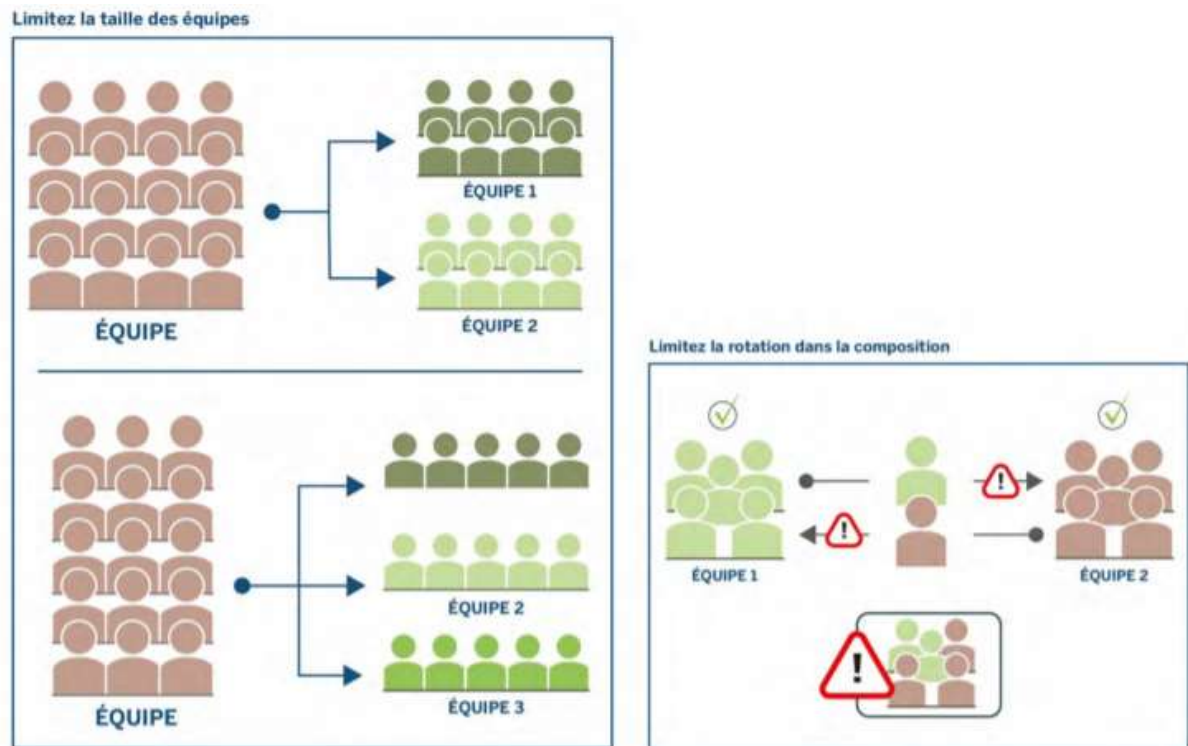 Limitez la taille des équipes
ÉQUIPE 1
ÉQUIPE 2
ÉQUIPE
ÉQUIPE 2
ÉQUIPE 3
ÉQUIPE
Limitez la rotation dans la composition
!
!
ÉQUIPE 1
ÉQUIPE 2
!